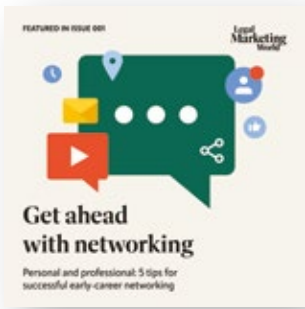 FEATURED IN ISSUE 001
Legal
Marketing
World
Get ahead
with networking
Personal and professional: 5 tips for
successful early-career networking